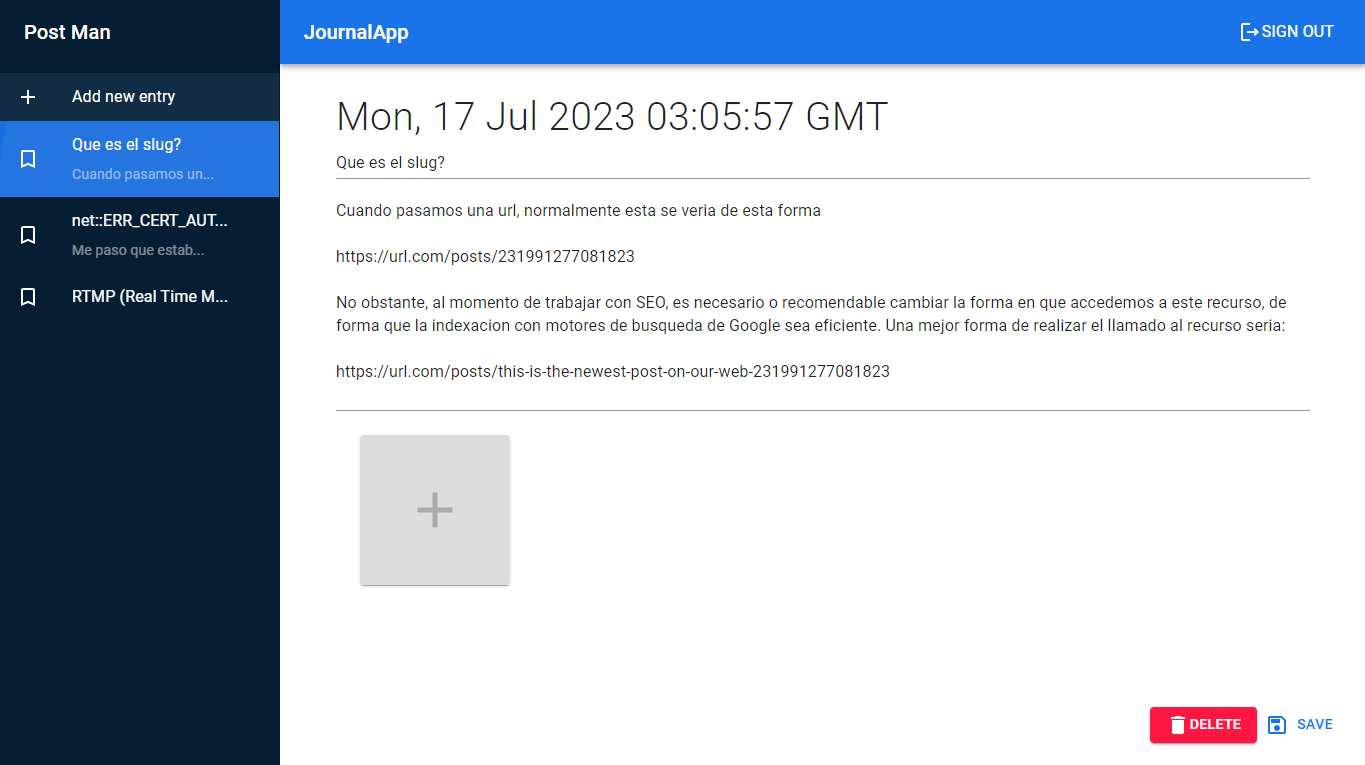 Post Man
JournalApp
SIGN OUT
Add new entry
Que es el slug?
Cuando pasamos un...
net::ERR_CERT_AUT...
Me paso que estab...
RTMP (Real Time M...
Mon, 17 Jul 2023 03:05:57 GMT
Que es el slug?
Cuando pasamos una url, normalmente esta se veria de esta forma
https://url.com/posts/231991277081823
No obstante, al momento de trabajar con SEO, es necesario o recomendable cambiar la forma en que accedemos a este recurso, de
forma que la indexacion con motores de busqueda de Google sea eficiente. Una mejor forma de realizar el llamado al recurso seria:
https://url.com/posts/this-is-the-newest-post-on-our-web-231991277081823
DELETE
SAVE